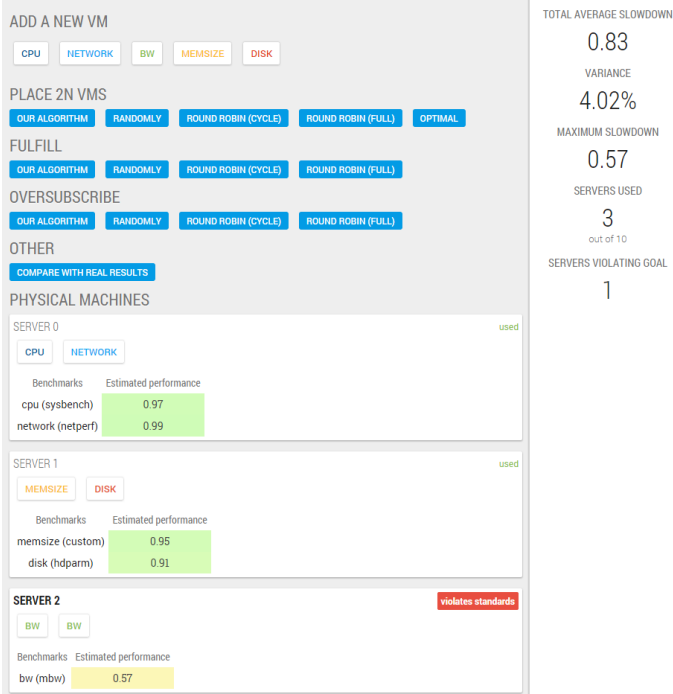 ADD A NEW VM
CPU NETWORK BW MEMSIZE DISK
PLACE 2N VMS
OUR ALGORITHM RANDOMLY ROUND ROBIN (CYCLE) ROUND ROBIN (FULL) OPTIMAL
FULFILL
OUR ALGORITHM RANDOMLY ROUND ROBIN (CYCLE) ROUND ROBIN (FULL)
OVERSUBSCRIBE
OUR ALGORITHM RANDOMLY ROUND ROBIN (CYCLE) ROUND ROBIN (FULL)
OTHER
COMPARE WITH REAL RESULTS
PHYSICAL MACHINES
SERVER 0 used
CPU NETWORK
Benchmarks Estimated performance
cpu (sysbench) 0.97
network (netperf) 0.99
SERVER 1 used
MEMSIZE DISK
Benchmarks Estimated performance
memsize (custom) 0.95
disk (hdparm) 0.91
SERVER 2 violates standards
BW BW
Benchmarks Estimated performance
bw (mbw) 0.57
TOTAL AVERAGE SLOWDOWN
0.83
VARIANCE
4.02%
MAXIMUM SLOWDOWN
0.57
SERVERS USED
3
out of 10
SERVERS VIOLATING GOAL
1